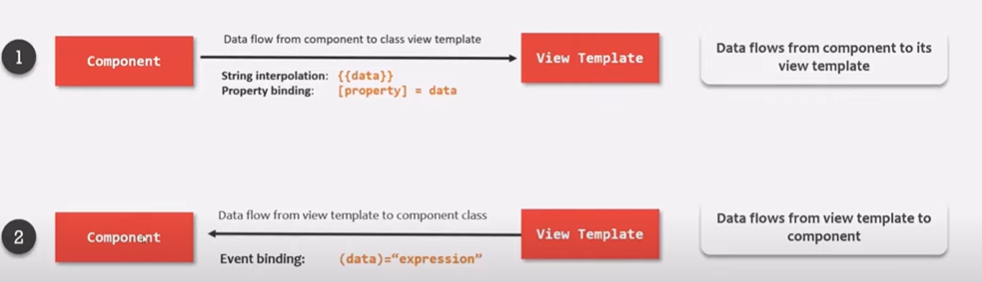 1
Component
Data flow from component to class view template
String interpolation: {{data}}
Property binding: [property] = data
View Template
Data flows from component to its
view template
2
Component
Data flow from view template to component class
Event binding: (data)=“expression”
View Template
Data flows from view template to
component